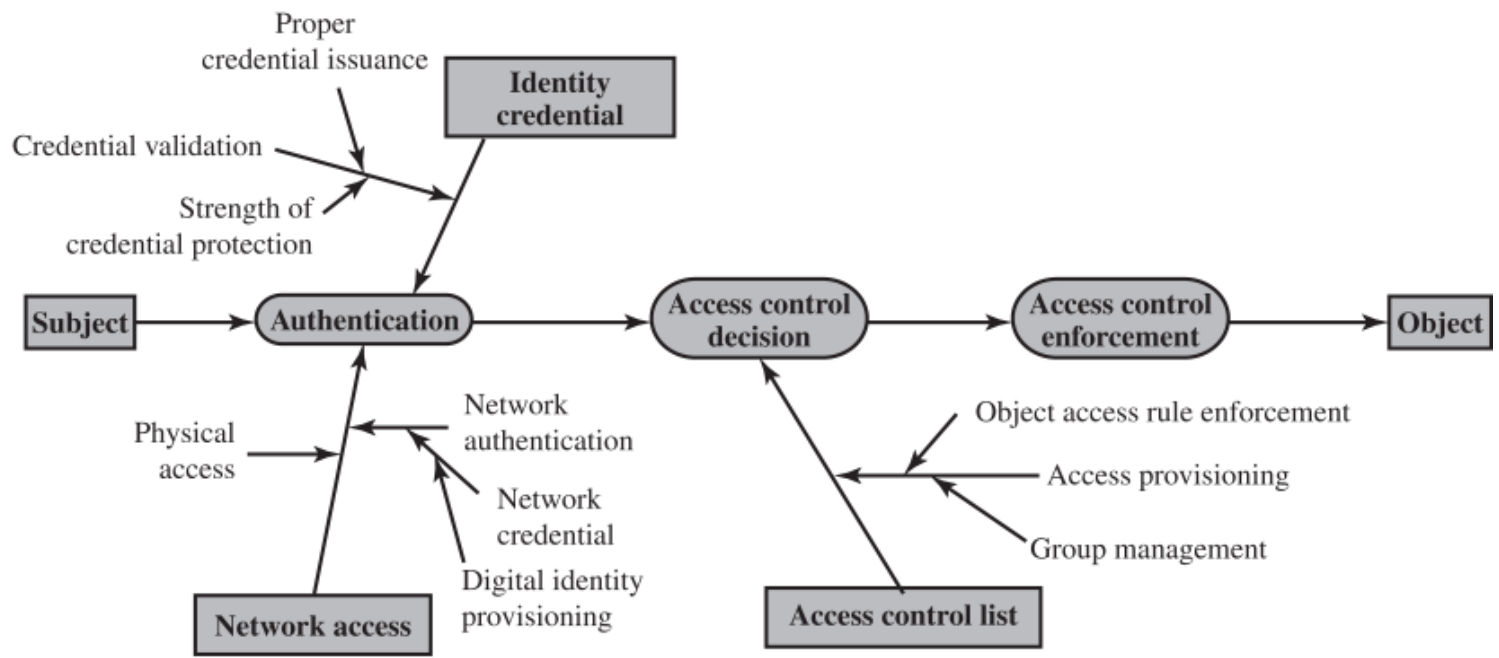 Proper
credential issuance
Identity
credential
Credential validation
Strength of
credential protection
Subject
Authentication
Access control
decision
Access control
enforcement
Object
Physical
access
Network
authentication
Network
credential
Digital identity
provisioning
Network access
Object access rule enforcement
Access provisioning
Group management
Access control list